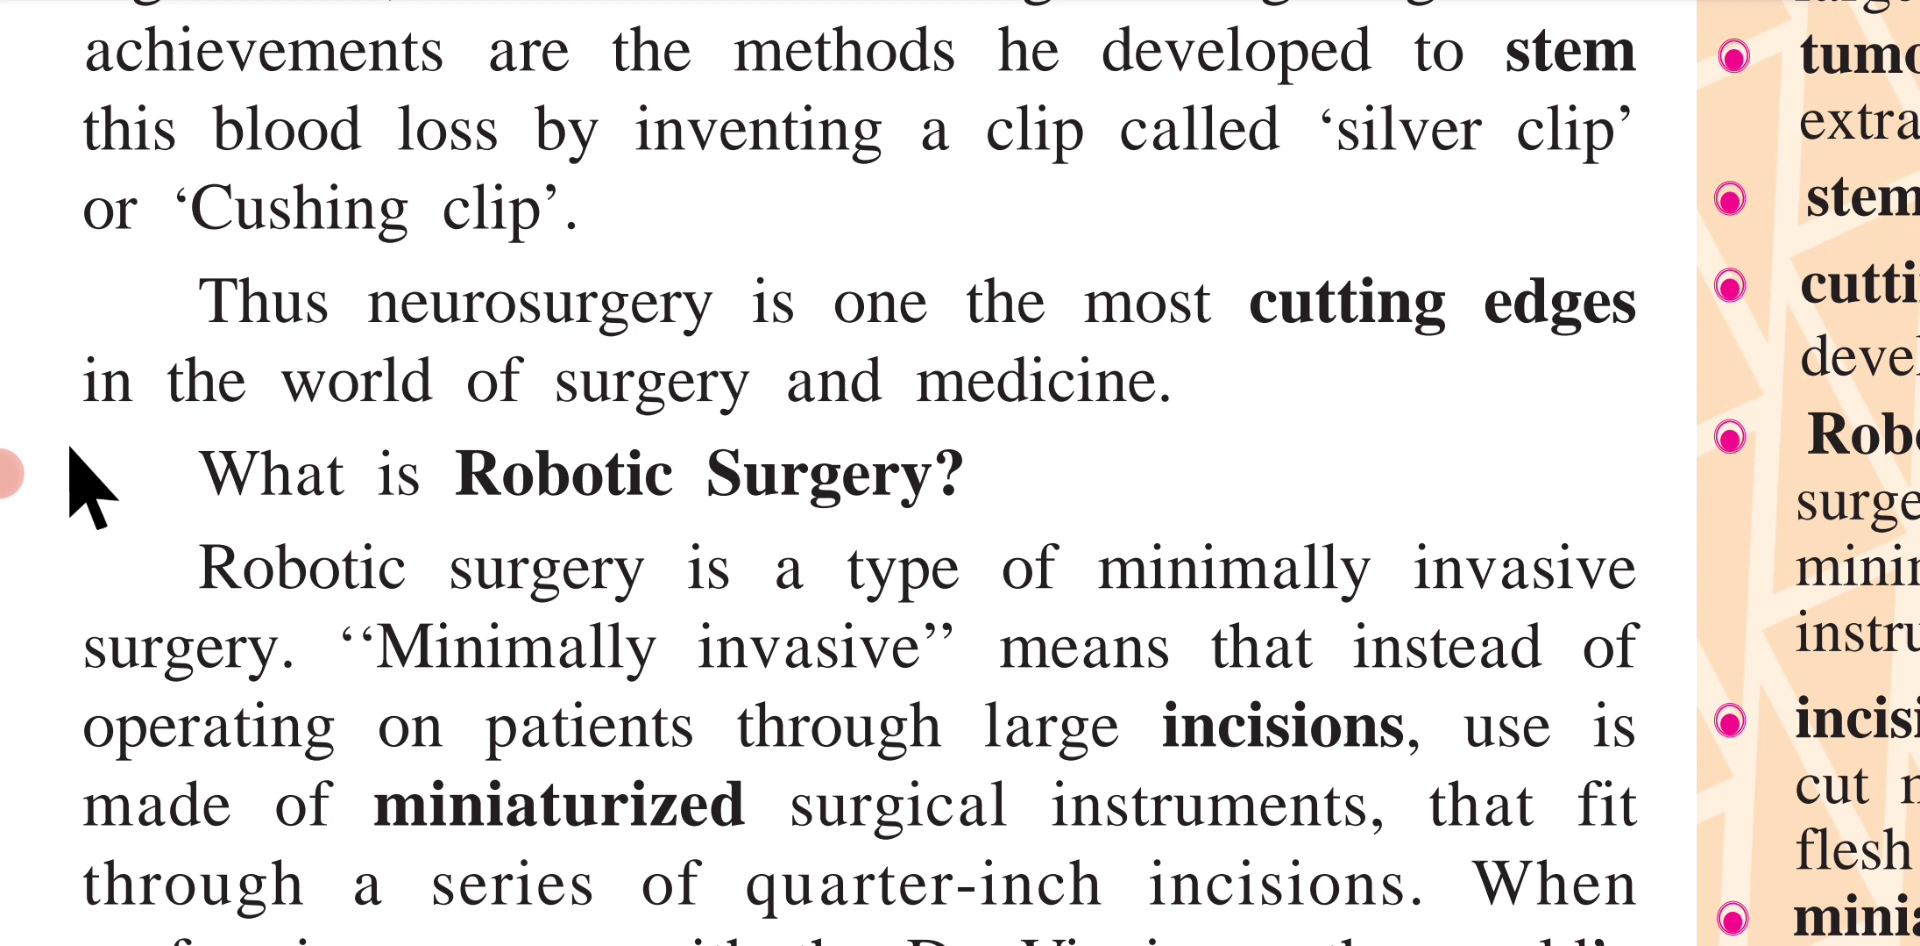 achievements are the methods he developed to stem
this blood loss by inventing a clip called ‘silver clip’
or ‘Cushing clip’.
Thus neurosurgery is one the most cutting edges
in the world of surgery and medicine.
What is Robotic Surgery?
Robotic surgery is a type of minimally invasive
surgery. ‘‘Minimally invasive’’ means that instead of
operating on patients through large incisions, use is
made of miniaturized surgical instruments, that fit
through a series of quarter-inch incisions. When
tumo
extra
stem
cutti
devel
Rob
surge
minin
instru
incisi
cut
flesh
minia